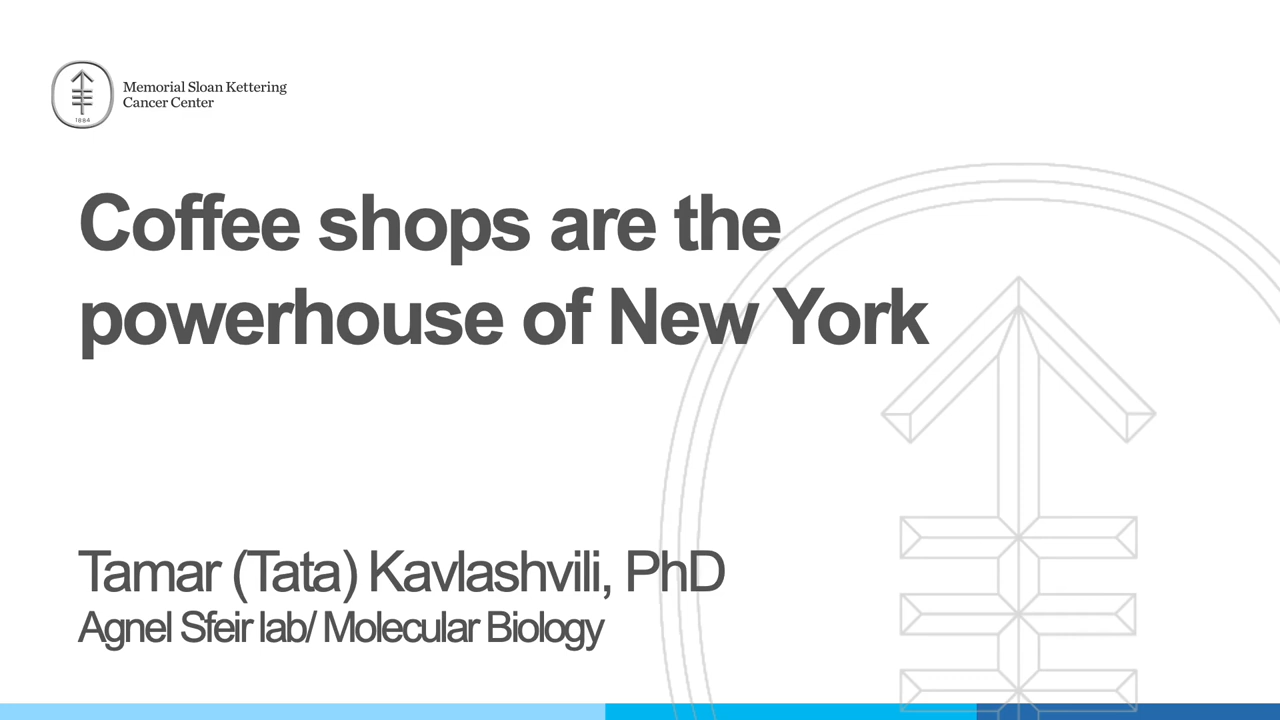 Memorial Sloan Kettering
Cancer Center
1884
Coffee shops are the
powerhouse of New York
Tamar (Tata) Kavlashvili, PhD
Agnel Sfeir lab/ Molecular Biology